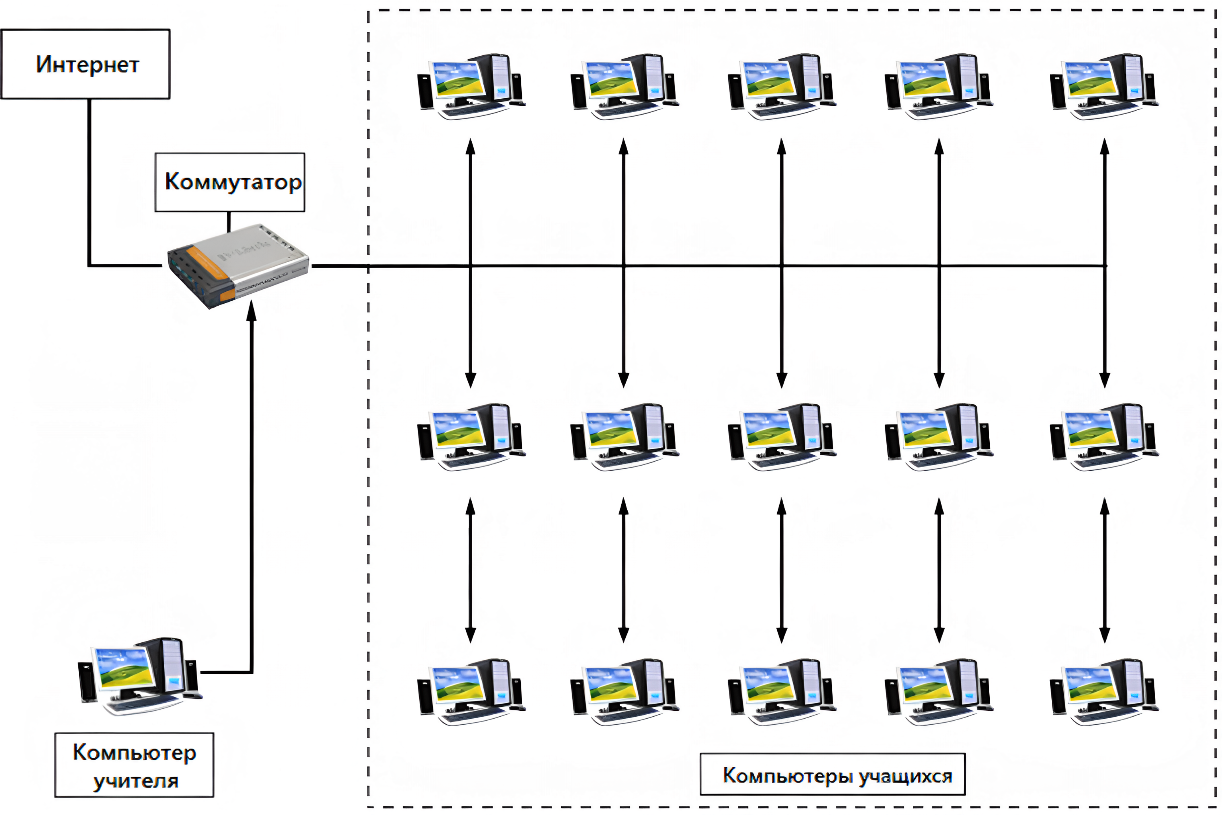 Интернет
Коммутатор
Компьютер
учителя
Компьютеры учащихся